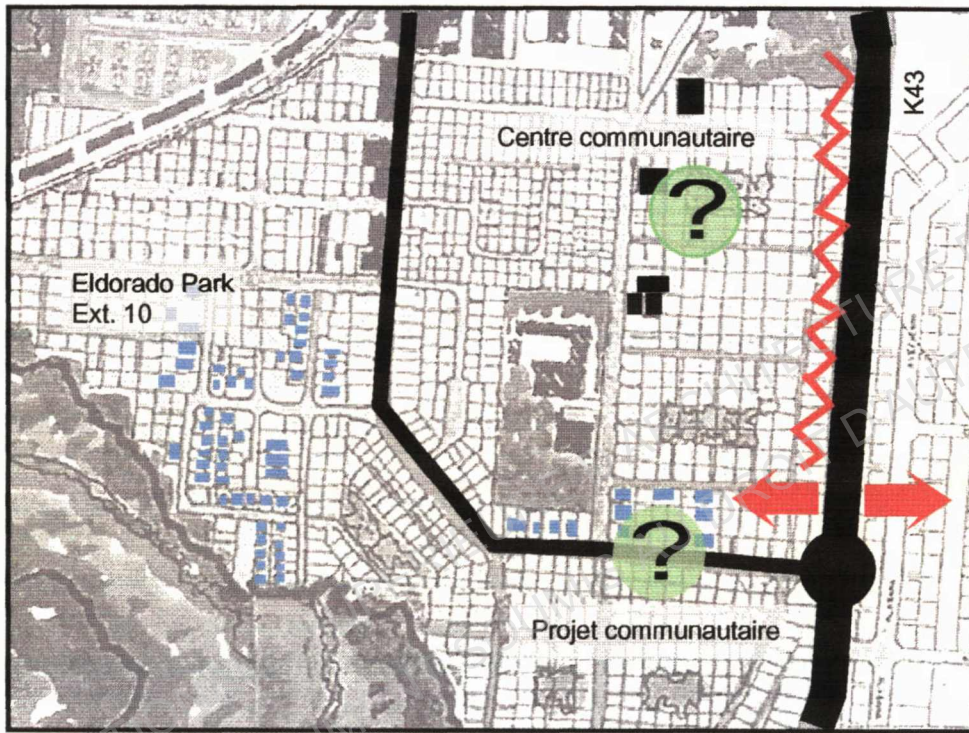 K43
Centre communautaire
?
Eldorado Park
Ext. 10
?
Projet communautaire